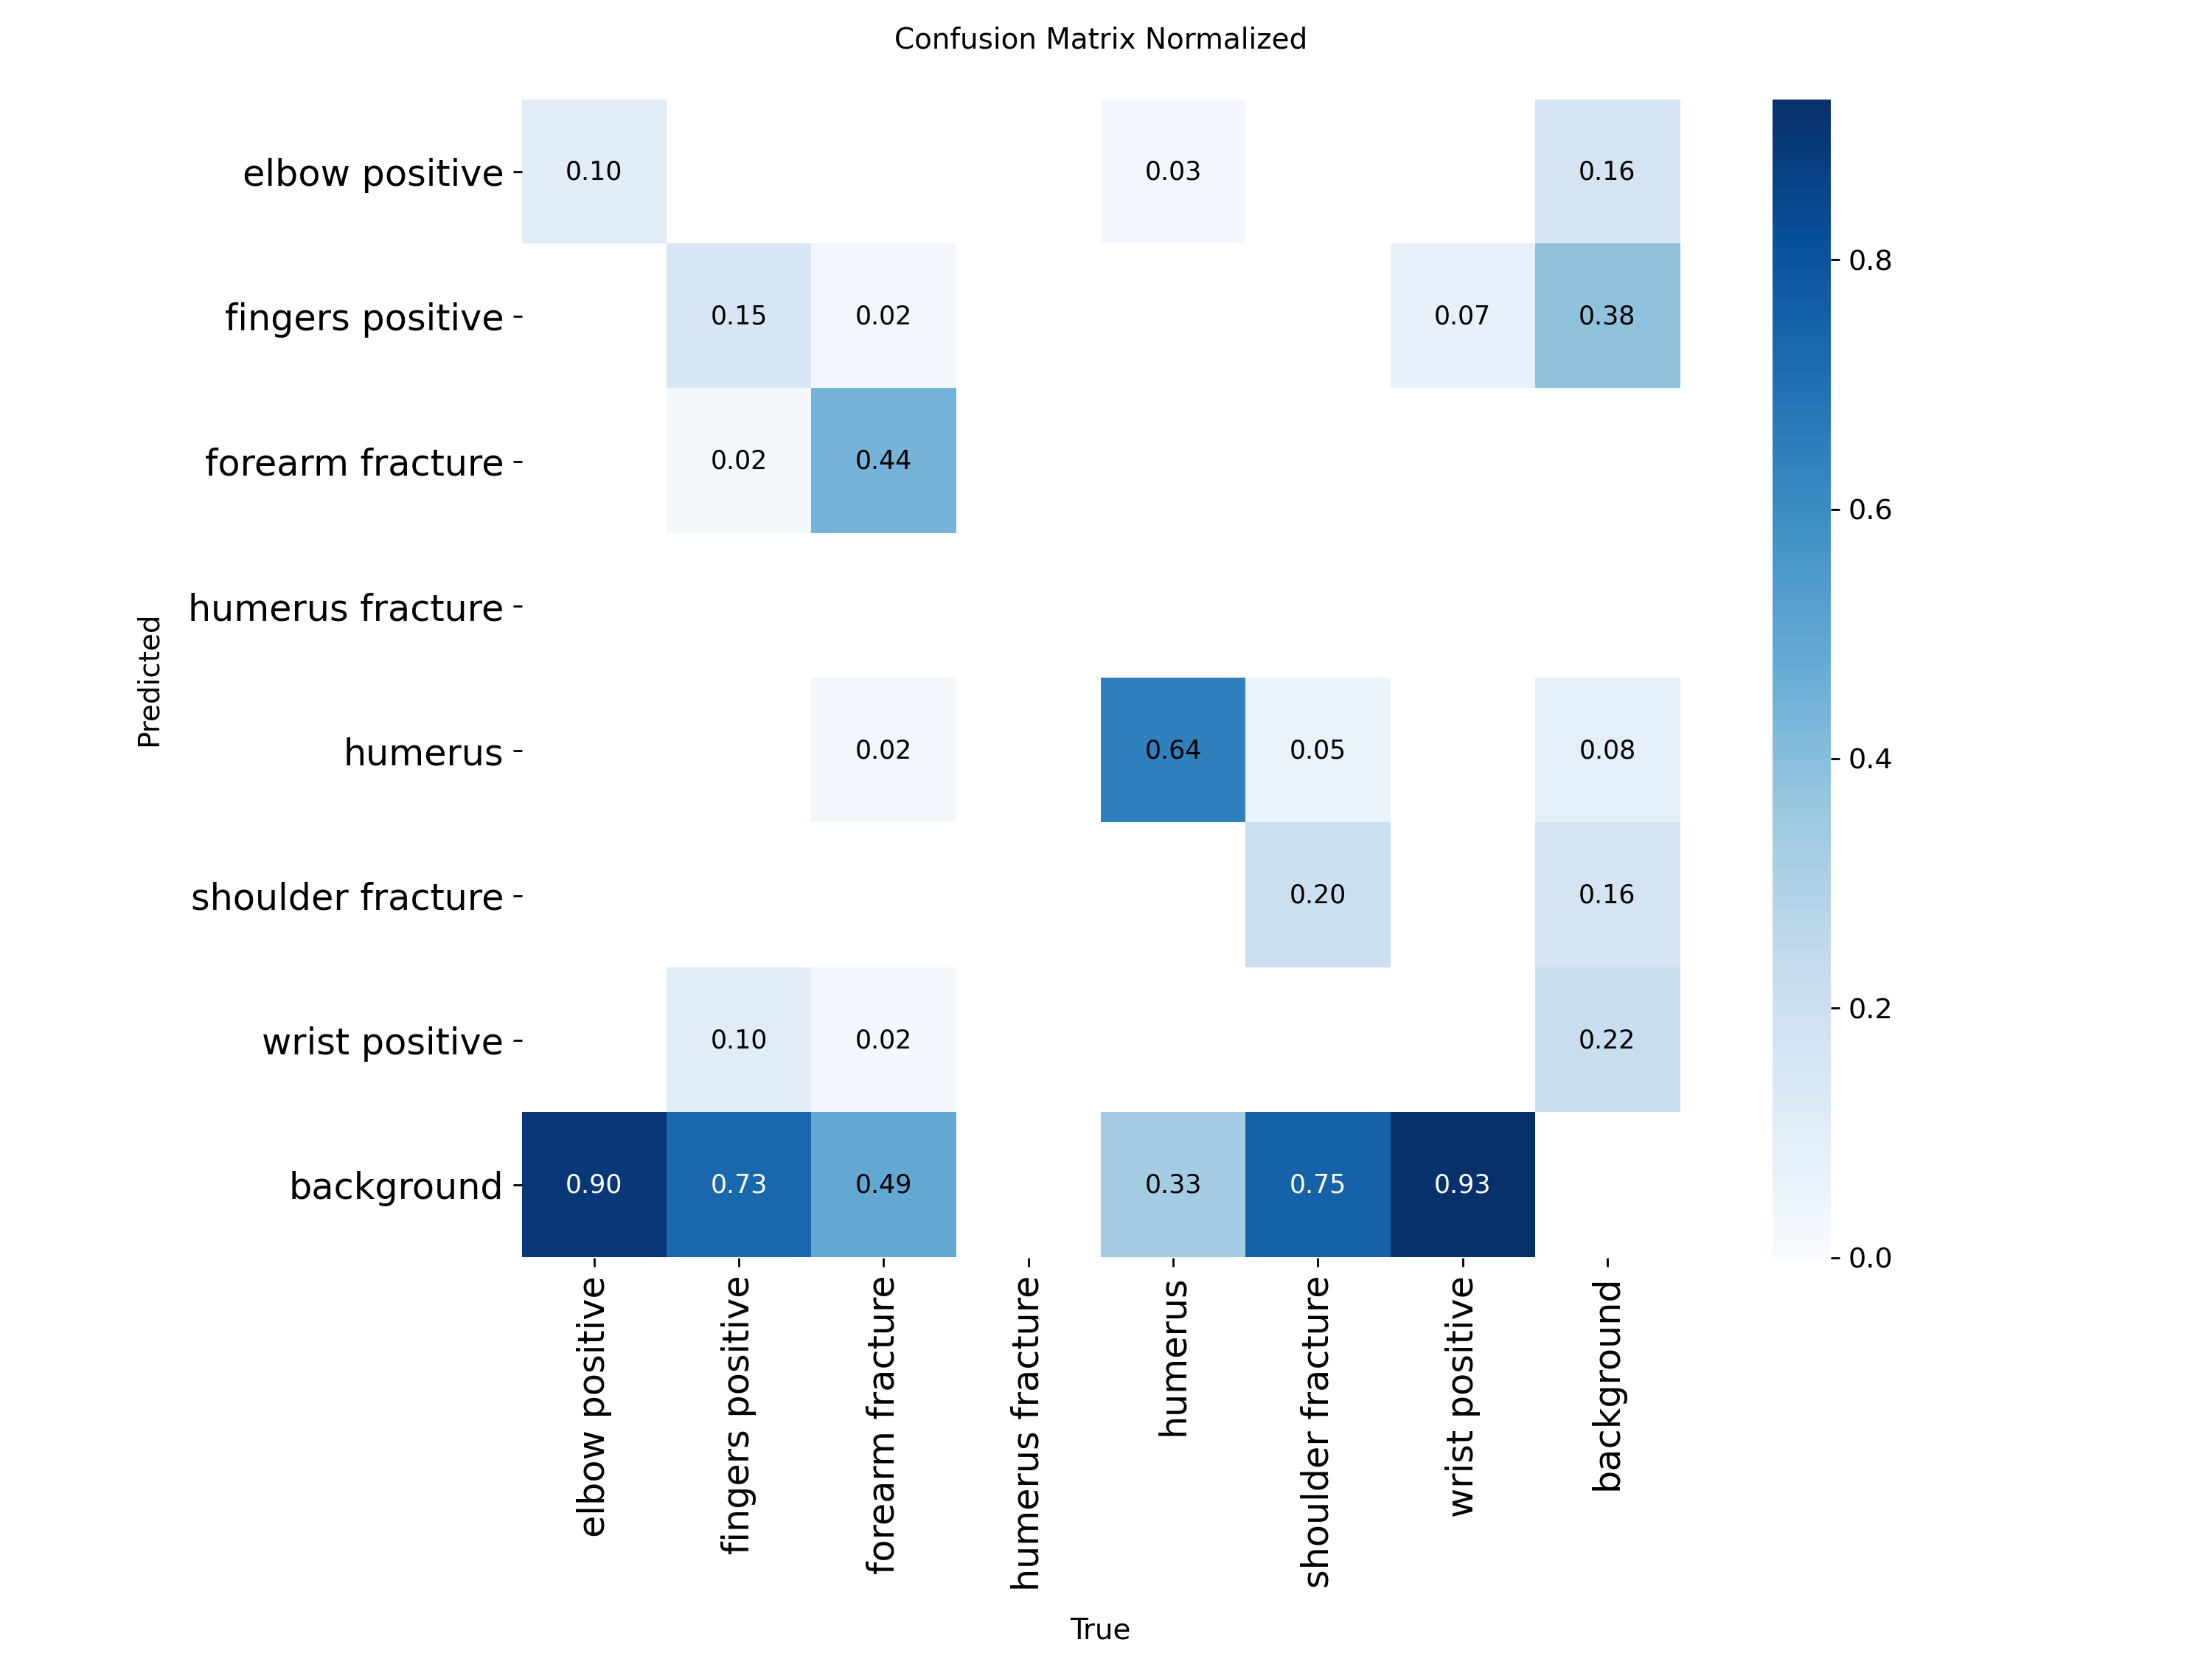 Confusion Matrix Normalized
Predicted
elbow positive 0.10 0.03 0.16
fingers positive 0.15 0.02 0.07 0.38
forearm fracture 0.02 0.44
humerus fracture
humerus 0.02 0.64 0.05 0.08
shoulder fracture 0.20 0.16
wrist positive 0.10 0.02 0.22
background 0.90 0.73 0.49 0.33 0.75 0.93
elbow positive
fingers positive
forearm fracture
humerus fracture
humerus
shoulder fracture
wrist positive
background
True
0.8
0.6
0.4
0.2
0.0